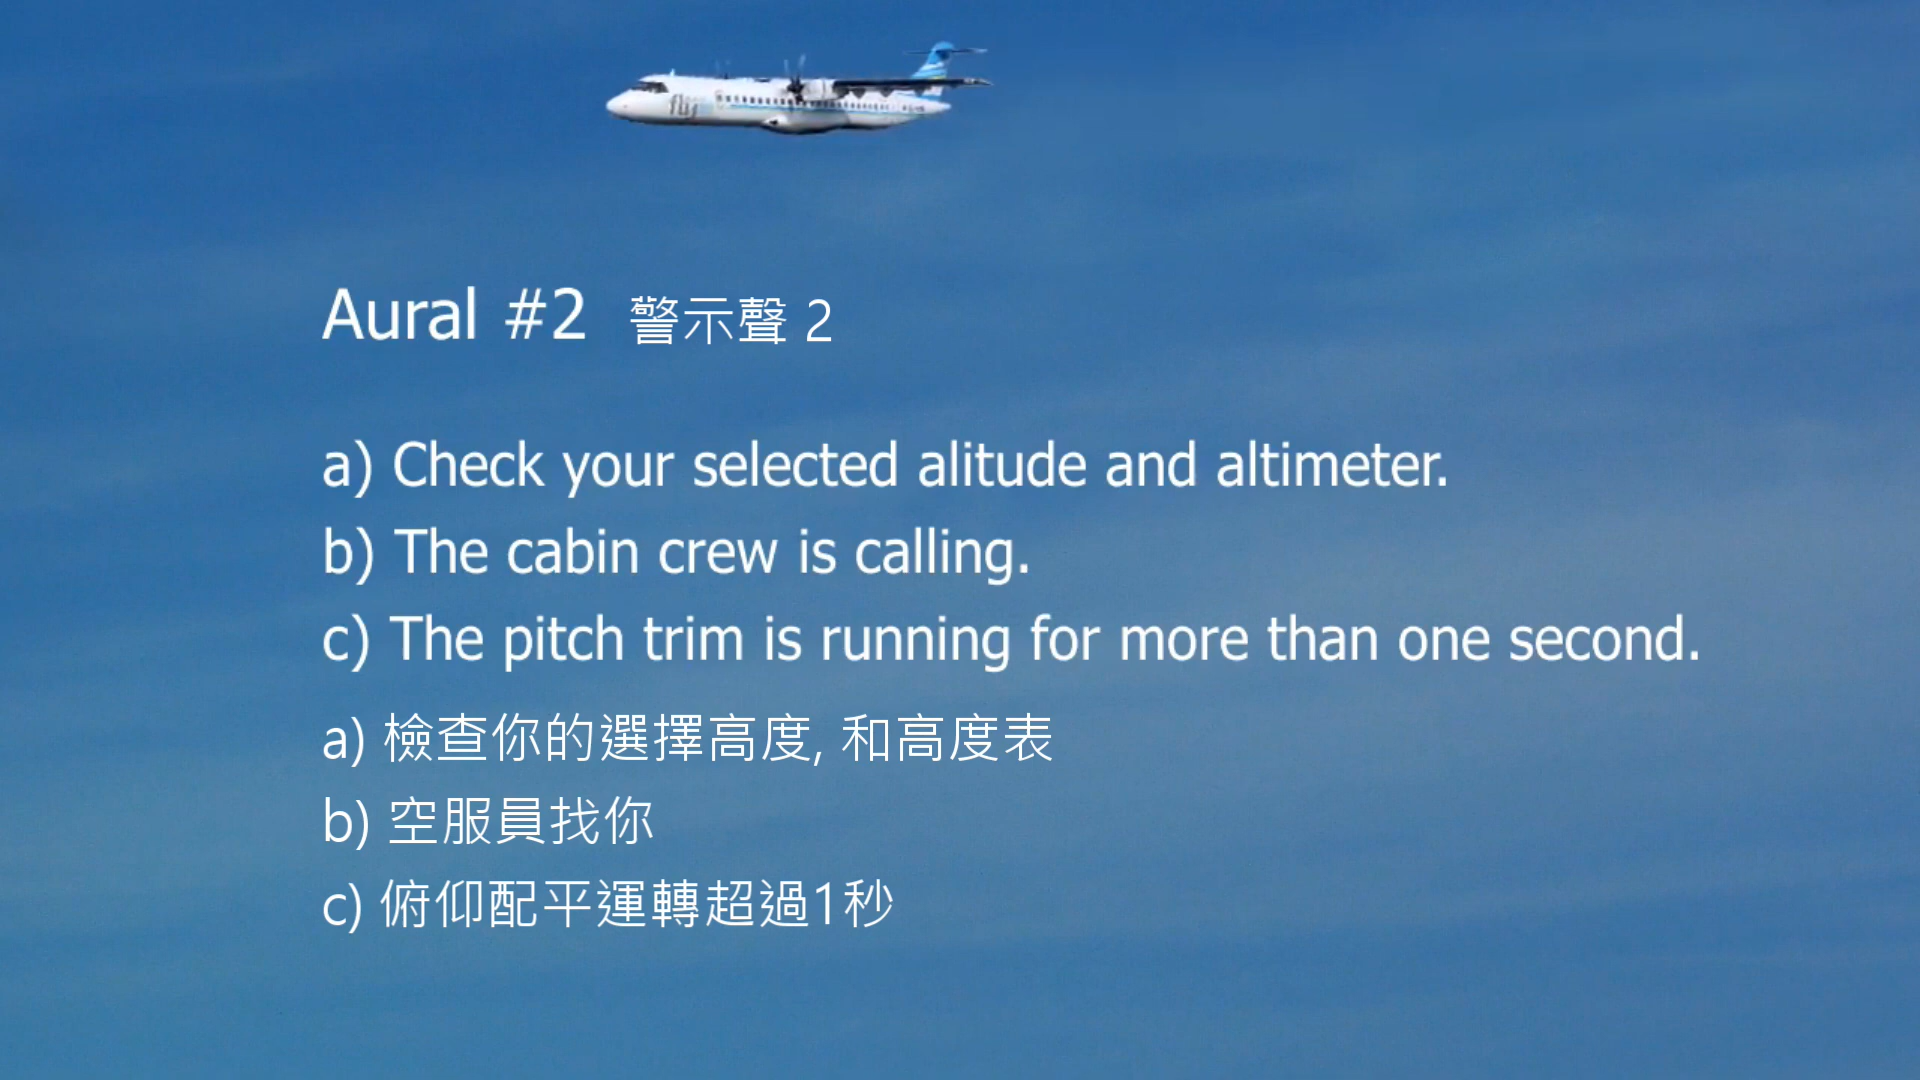 fly
Aural #2 警示聲 2
a) Check your selected alitude and altimeter.
b) The cabin crew is calling.
c) The pitch trim is running for more than one second.
a) 檢查你的選擇高度, 和高度表
b) 空服員找你
c) 俯仰配平運轉超過1秒